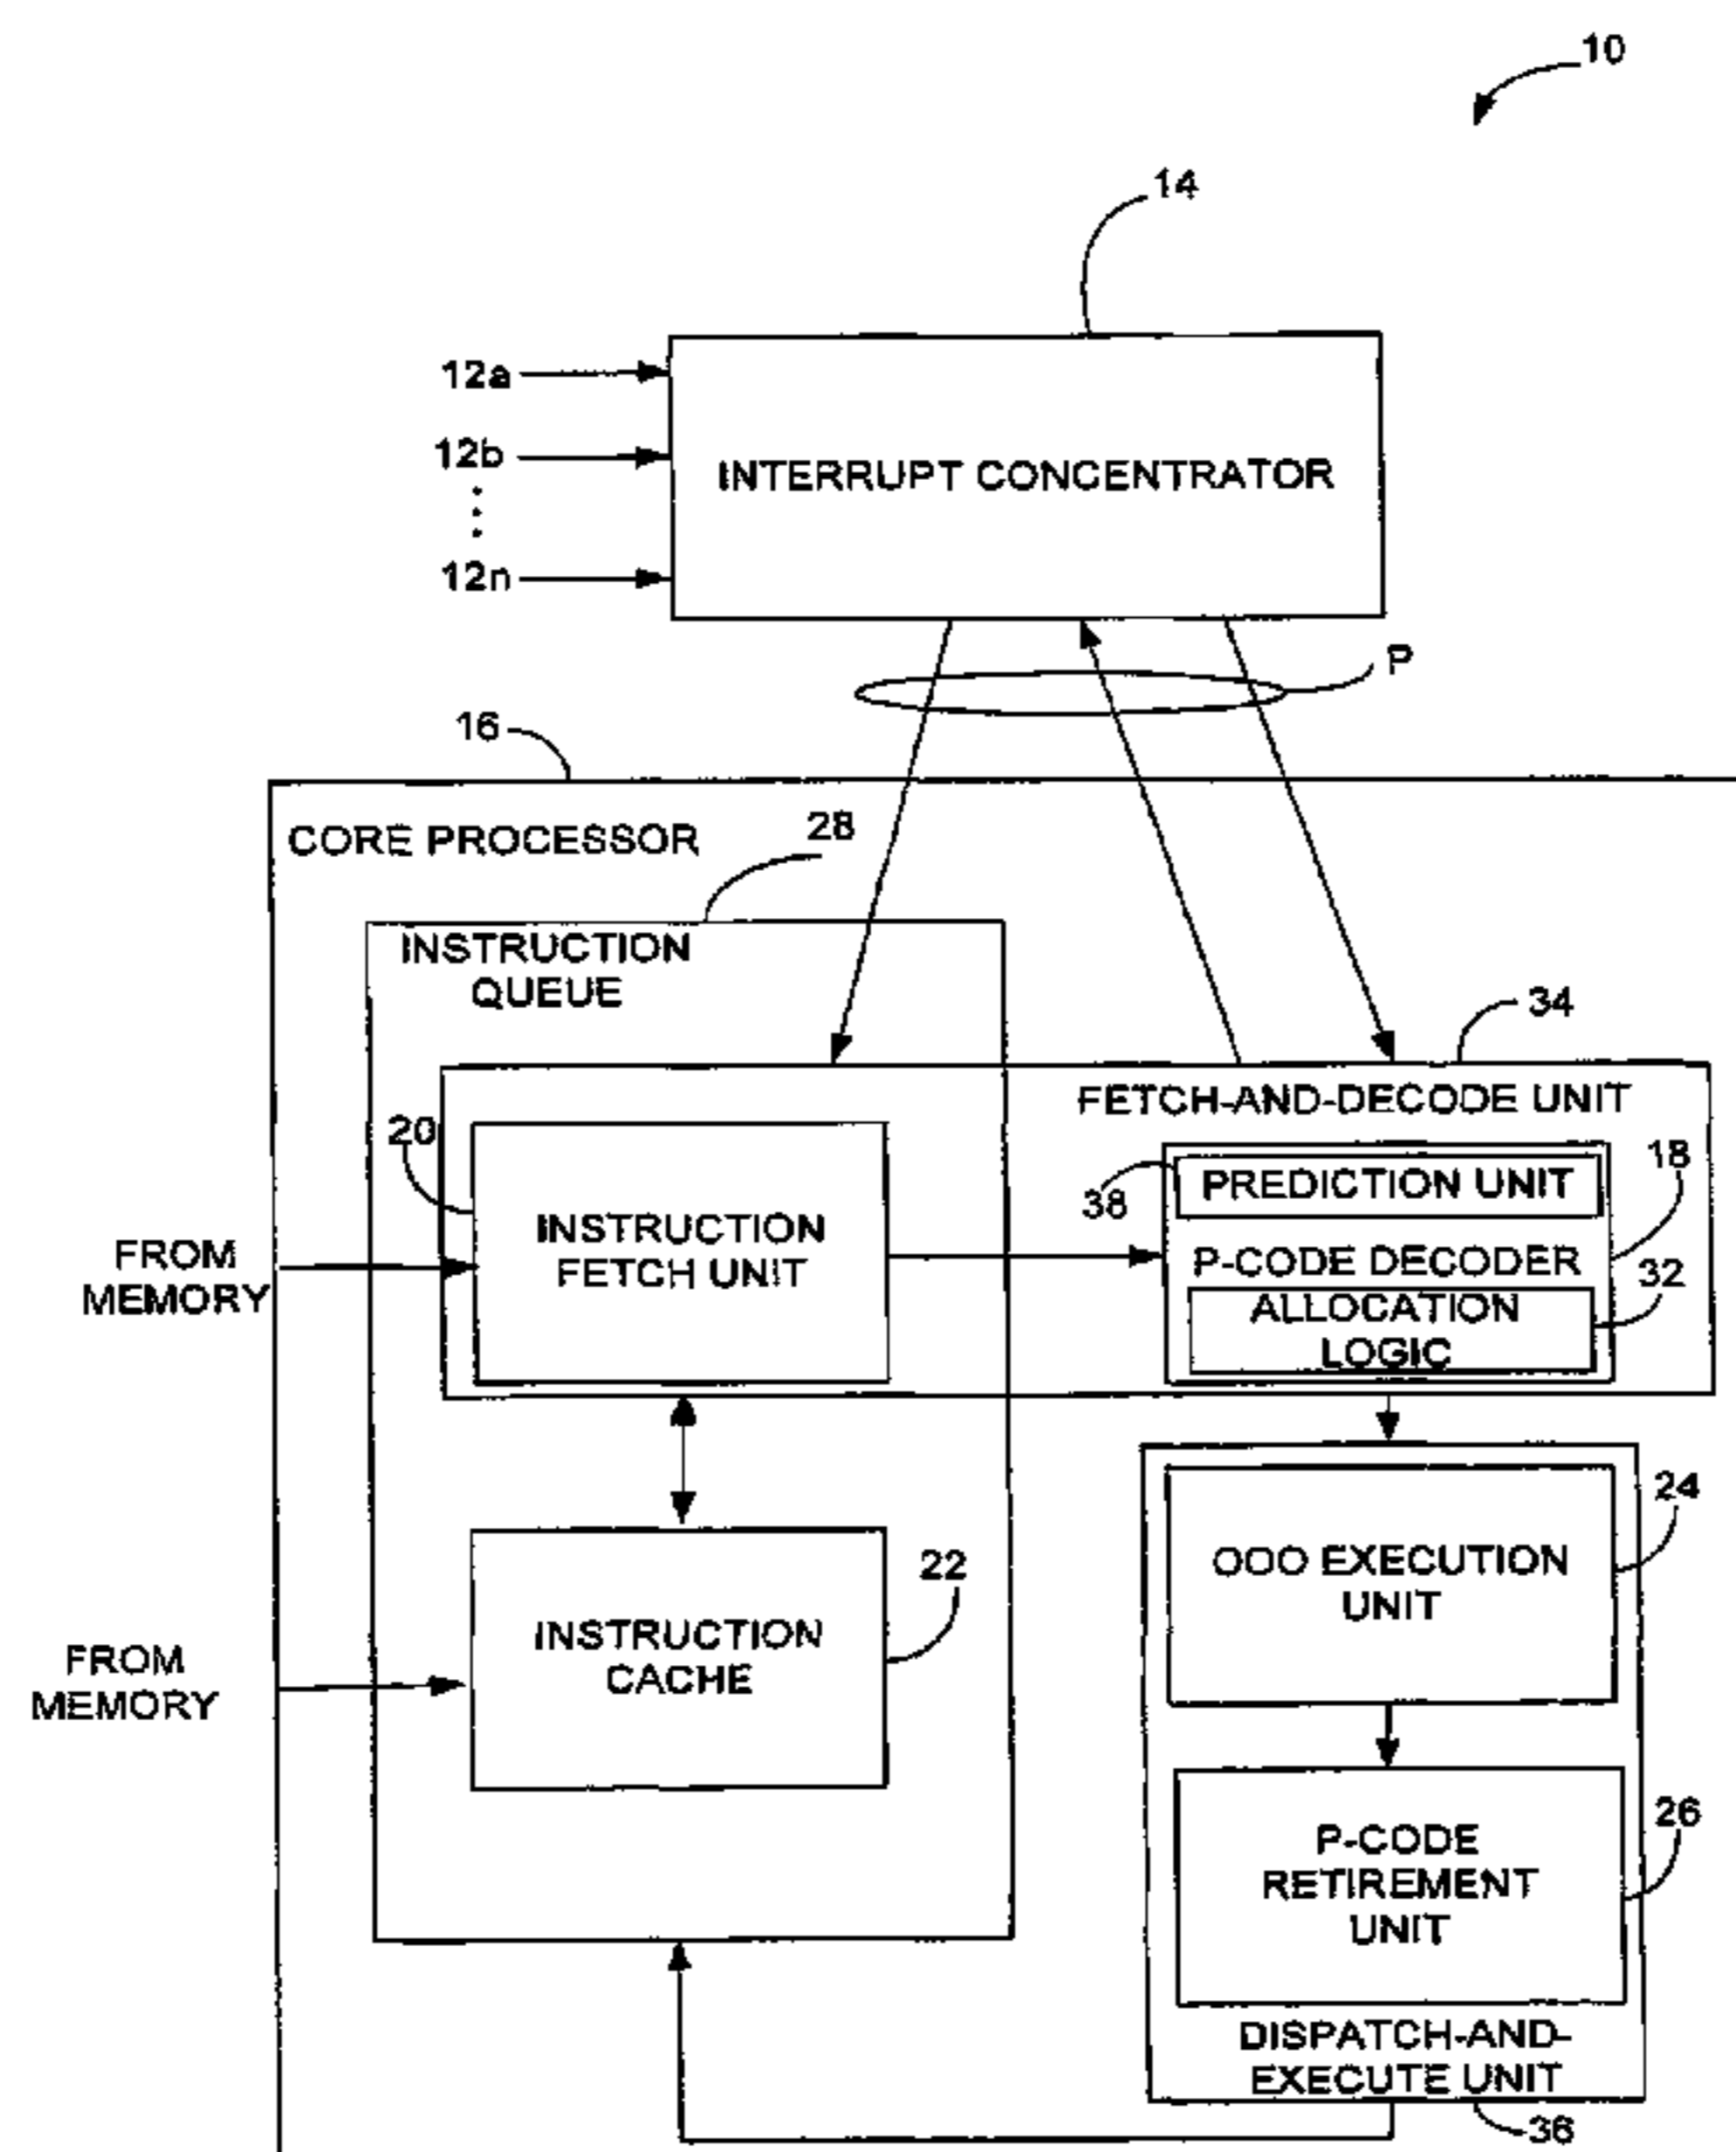 10
14
12a
12b
12n
INTERRUPT CONCENTRATOR
P
16
CORE PROCESSOR
28
INSTRUCTION
QUEUE
34
FETCH-AND-DECODE UNIT
20
INSTRUCTION
FETCH UNIT
38
PREDICTION UNIT
18
P-CODE DECODER
32
ALLOCATION
LOGIC
FROM
MEMORY
24
OOO EXECUTION
UNIT
22
INSTRUCTION
CACHE
FROM
MEMORY
26
P-CODE
RETIREMENT
UNIT
DISPATCH-AND-
EXECUTE UNIT
36